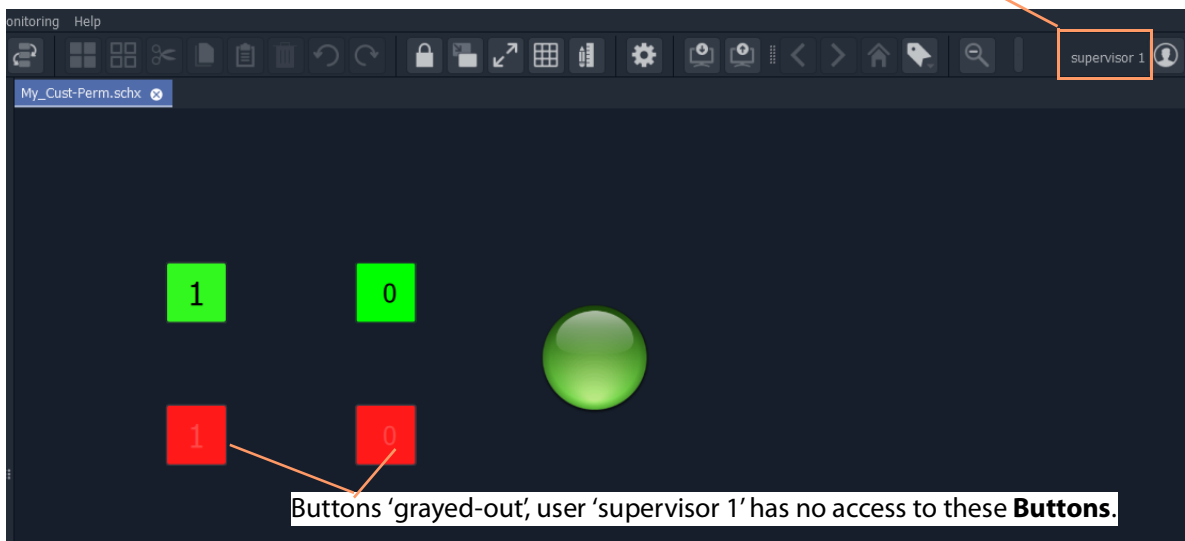 onitoring Help
supervisor 1
My_Cust-Perm.schx
1 0
1 0
Buttons ‘grayed-out’, user ‘supervisor 1’ has no access to these Buttons.